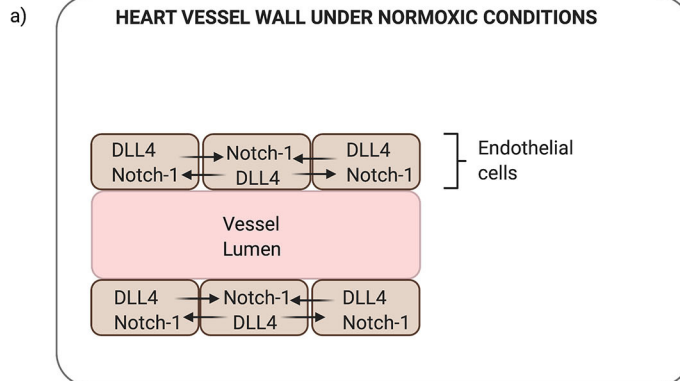 a)
HEART VESSEL WALL UNDER NORMOXIC CONDITIONS
DLL4 Notch-1 DLL4
Notch-1 DLL4 Notch-1
Endothelial
cells
Vessel
Lumen
DLL4 Notch-1 DLL4
Notch-1 DLL4 Notch-1